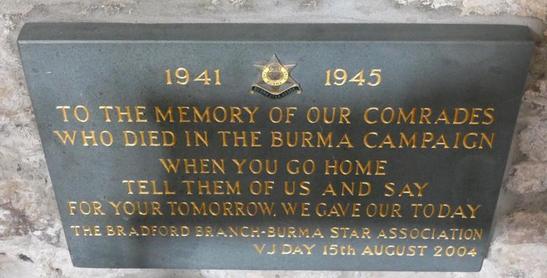 1941 1945
TO THE MEMORY OF OUR COMRADES
WHO DIED IN THE BURMA CAMPAIGN
WHEN YOU GO HOME
TELL THEM OF US AND SAY
FOR YOUR TOMORROW, WE GAVE OUR TODAY
THE BRADFORD BRANCH-BURMA STAR ASSOCIATION
VJ DAY 15TH AUGUST 2004